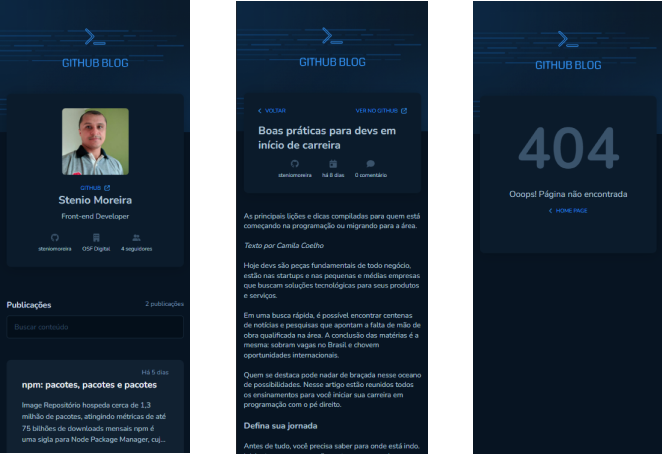 GITHUB BLOG
GITHUB
Stenio Moreira
Front-end Developer
steniomoreira
OSF Digital
4 seguidores
Publicações
2 publicações
Buscar conteúdo
Há 5 dias
npm: pacotes, pacotes e pacotes
Image Repositório hospeda cerca de 1,3
milhão de pacotes, atingindo métricas de até
75 bilhões de downloads mensais npm é
uma sigla para Node Package Manager, cuj...
GITHUB BLOG
VOLTAR
VER NO GITHUB
Boas práticas para devs em
início de carreira
steniomoreira
há 8 dias
0 comentário
As principais lições e dicas compiladas para quem está
começando na programação ou migrando para a área.
Texto por Camila Coelho
Hoje devs são peças fundamentais de todo negócio,
estão nas startups e nas pequenas e médias empresas
que buscam soluções tecnológicas para seus produtos
e serviços.
Em uma busca rápida, é possível encontrar centenas
de notícias e pesquisas que apontam a falta de mão de
obra qualificada na área. A conclusão das matérias é a
mesma: sobram vagas no Brasil e chovem
oportunidades internacionais.
Quem se destaca pode nadar de braçada nesse oceano
de possibilidades. Nesse artigo estão reunidos todos
os ensinamentos para você iniciar sua carreira em
programação com o pé direito.
Defina sua jornada
Antes de tudo, você precisa saber para onde está indo.
GITHUB BLOG
404
Ooops! Página não encontrada
HOME PAGE